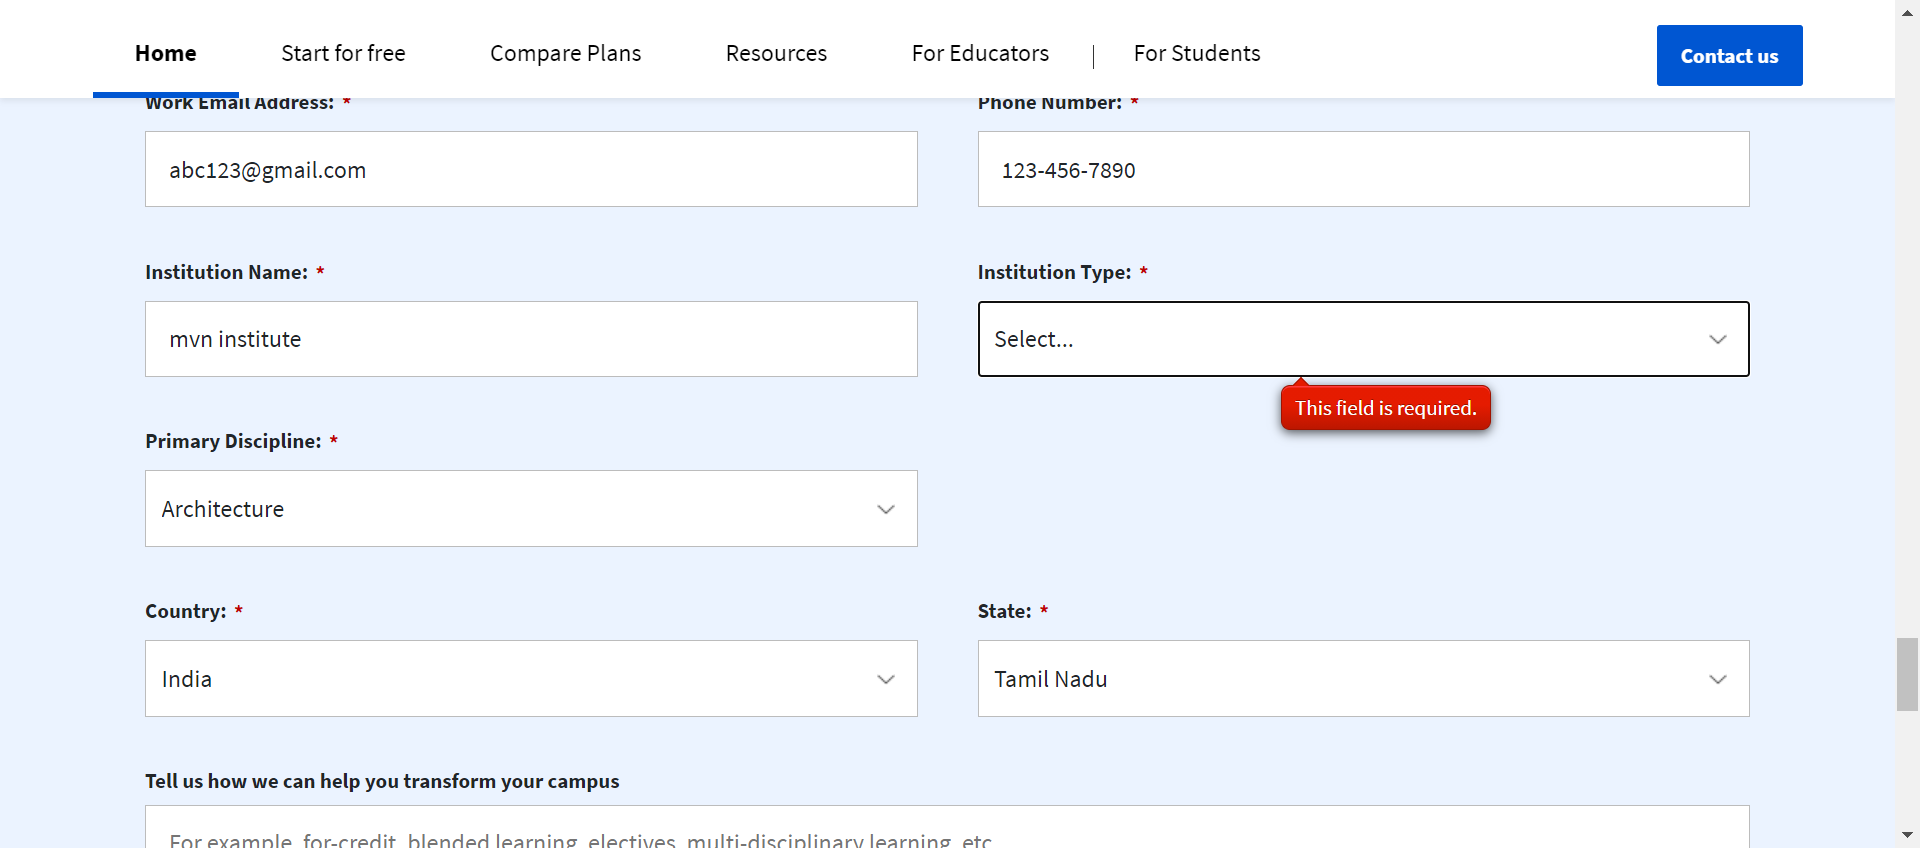 Home Start for free Compare Plans Resources For Educators | For Students Contact us
Work Email Address: * Phone Number: *
abc123@gmail.com 123-456-7890
Institution Name: * Institution Type: *
mvn institute Select...
This field is required.
Primary Discipline: *
Architecture
Country: * State: *
India Tamil Nadu
Tell us how we can help you transform your campus
For example, for-credit, blended learning, electives, multi-disciplinary learning, etc